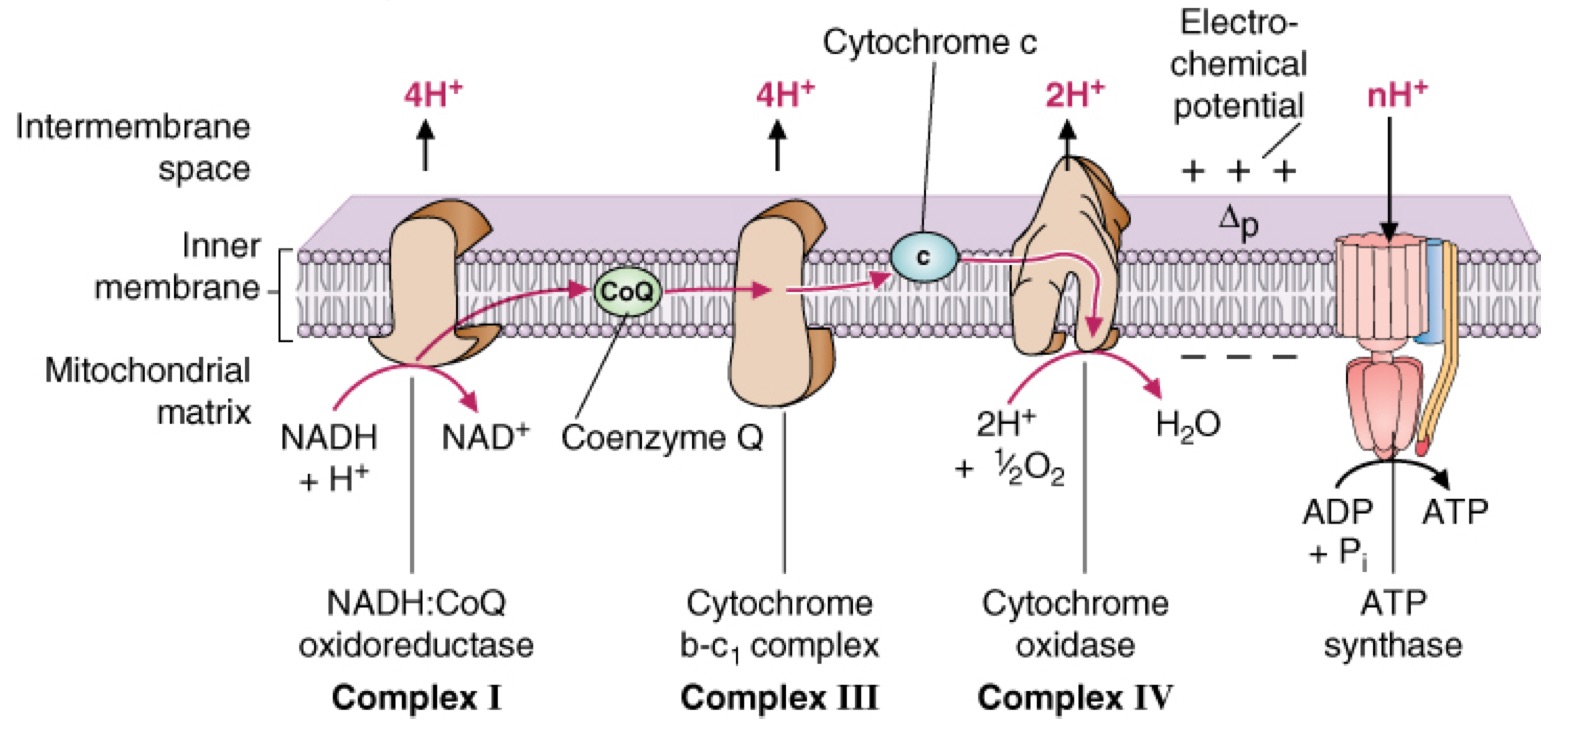 Electro-
chemical
potential
Cytochrome c
4H⁺
4H⁺
2H⁺
nH⁺
Intermembrane
space
+ + +
Δp
Inner
membrane
c
CoQ
– – – –
Mitochondrial
matrix
NADH
+ H⁺
NAD⁺
Coenzyme Q
2H⁺
+ ½O₂
H₂O
ADP
+ Pᵢ
ATP
NADH:CoQ
oxidoreductase
Complex I
Cytochrome
b-c₁ complex
Complex III
Cytochrome
oxidase
Complex IV
ATP
synthase